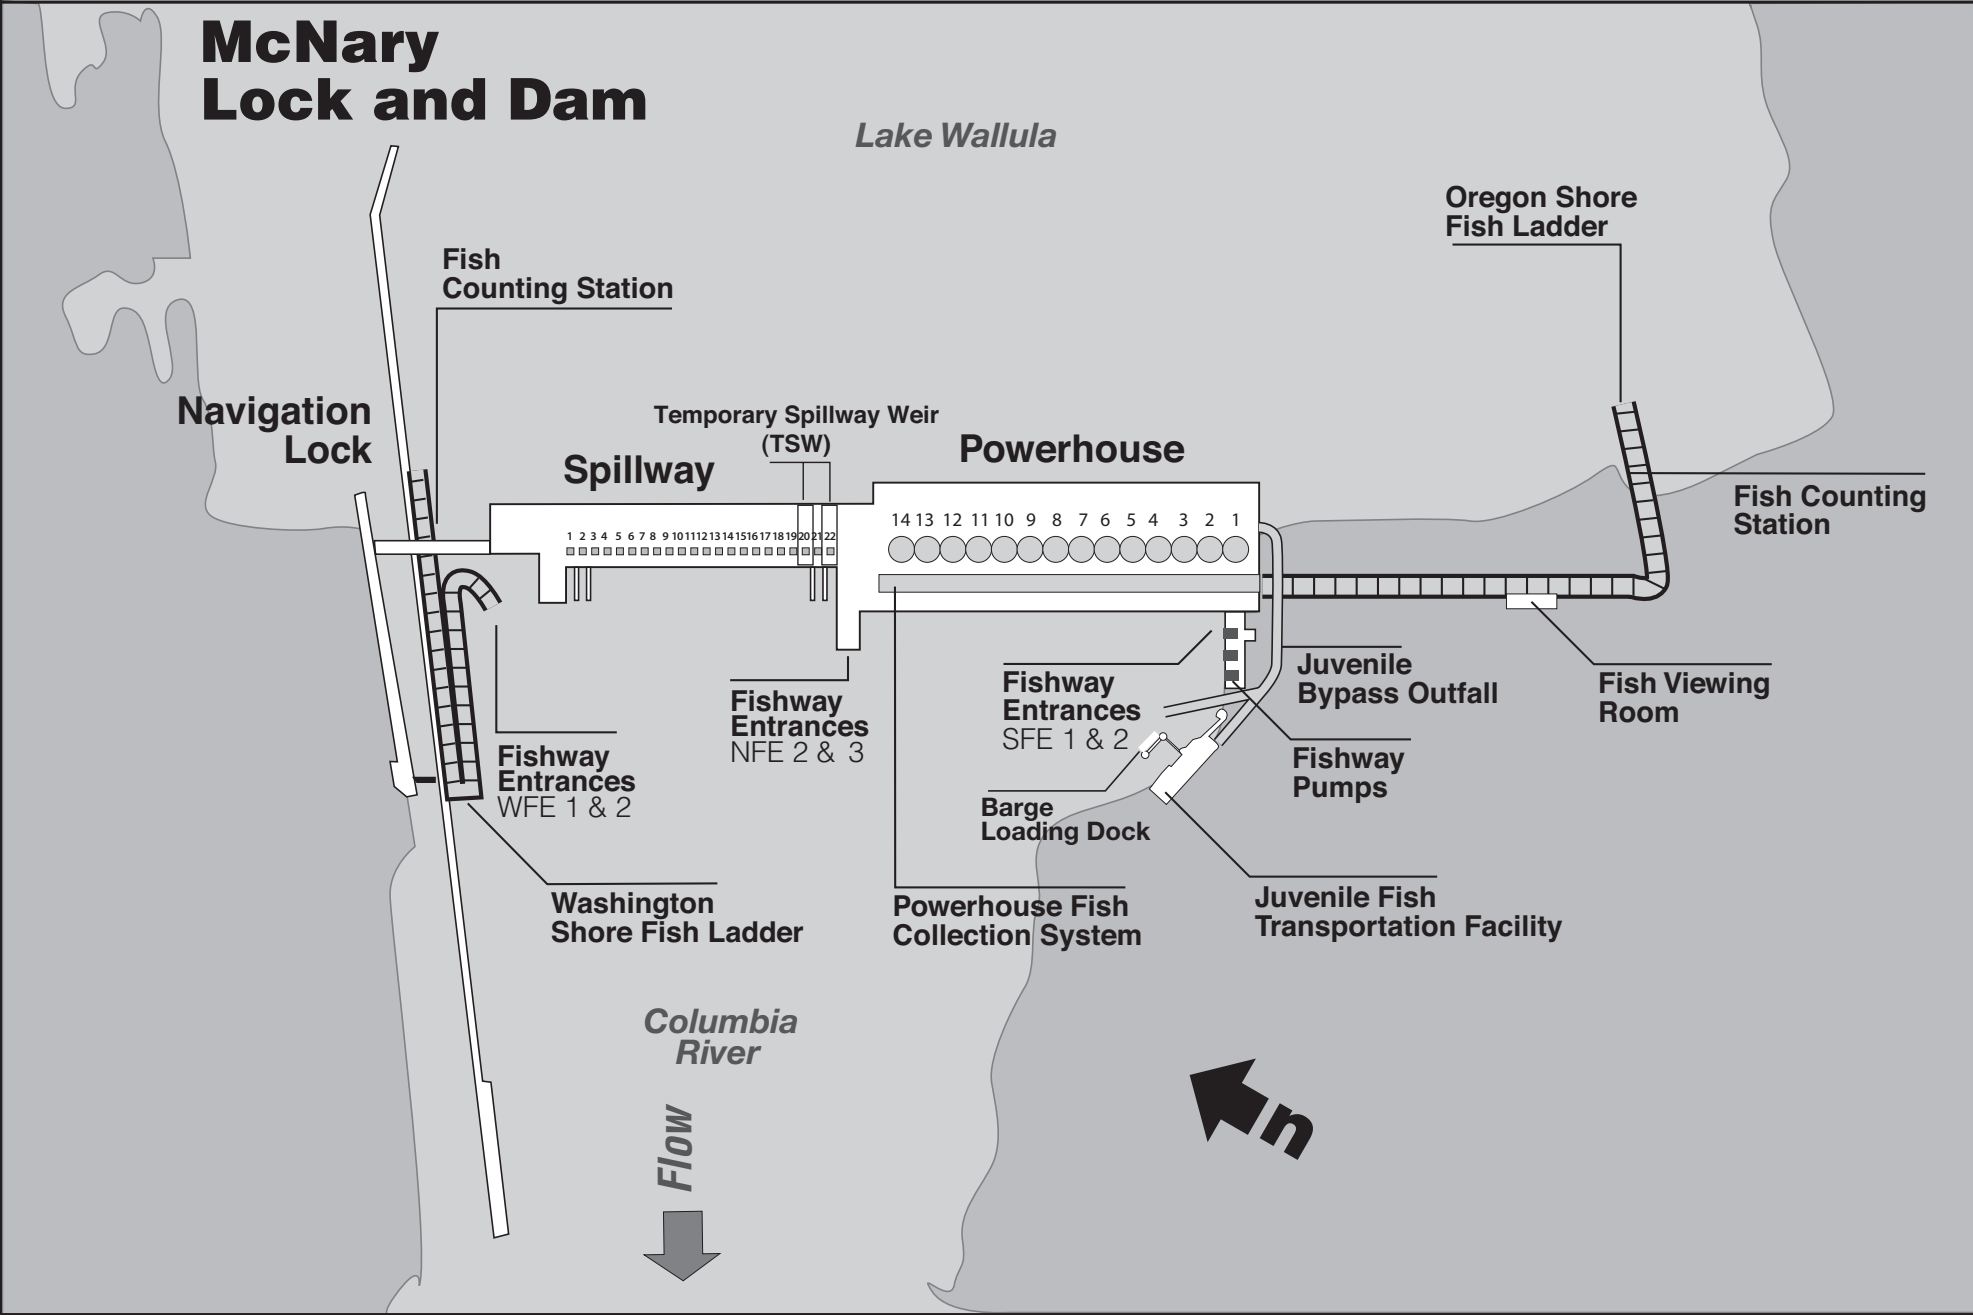 McNary
Lock and Dam
Lake Wallula
Oregon Shore
Fish Ladder
Fish
Counting Station
Navigation
Lock
Temporary Spillway Weir
(TSW)
Spillway
Powerhouse
Fish Counting
Station
1 2 3 4 5 6 7 8 9 10 11 12 13 14 15 16 17 18 19 20 21 22
14 13 12 11 10 9 8 7 6 5 4 3 2 1
Fishway
Entrances
WFE 1 & 2
Fishway
Entrances
NFE 2 & 3
Fishway
Entrances
SFE 1 & 2
Juvenile
Bypass Outfall
Fish Viewing
Room
Fishway
Pumps
Barge
Loading Dock
Washington
Shore Fish Ladder
Powerhouse Fish
Collection System
Juvenile Fish
Transportation Facility
Columbia
River
Flow
n